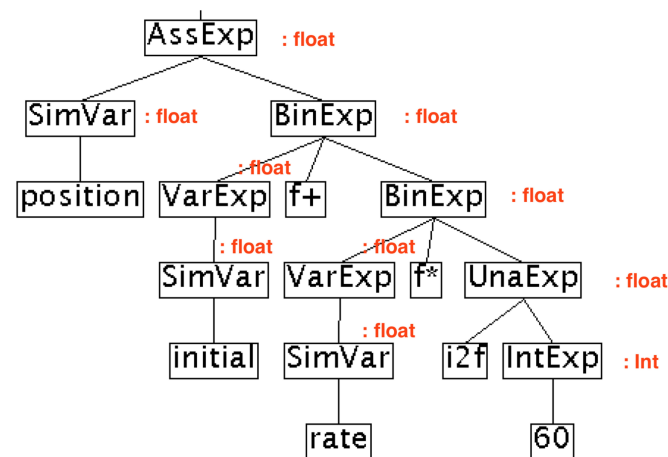 AssExp : float
SimVar : float BinExp : float
: float
position VarExp f+ BinExp : float
: float : float
SimVar VarExp f* UnaExp : float
: float
initial SimVar i2f IntExp : Int
rate 60